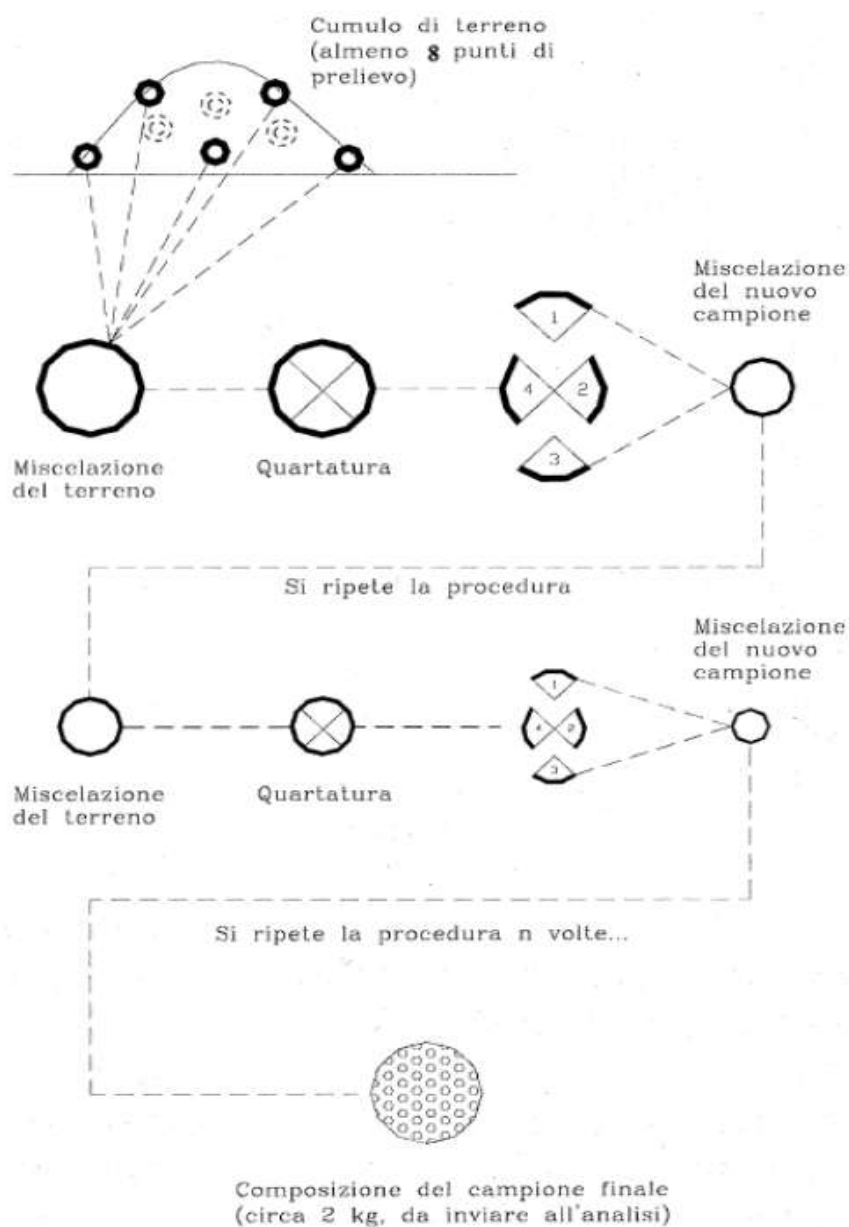 Cumulo di terreno
(almeno 8 punti di
prelievo)
Miscelazione
del nuovo
campione
1
4
2
3
Miscelazione
del terreno
Quartatura
Si ripete la procedura
Miscelazione
del nuovo
campione
1
4
2
3
Miscelazione
del terreno
Quartatura
Si ripete la procedura n volte...
Composizione del campione finale
(circa 2 kg, da inviare all'analisi)